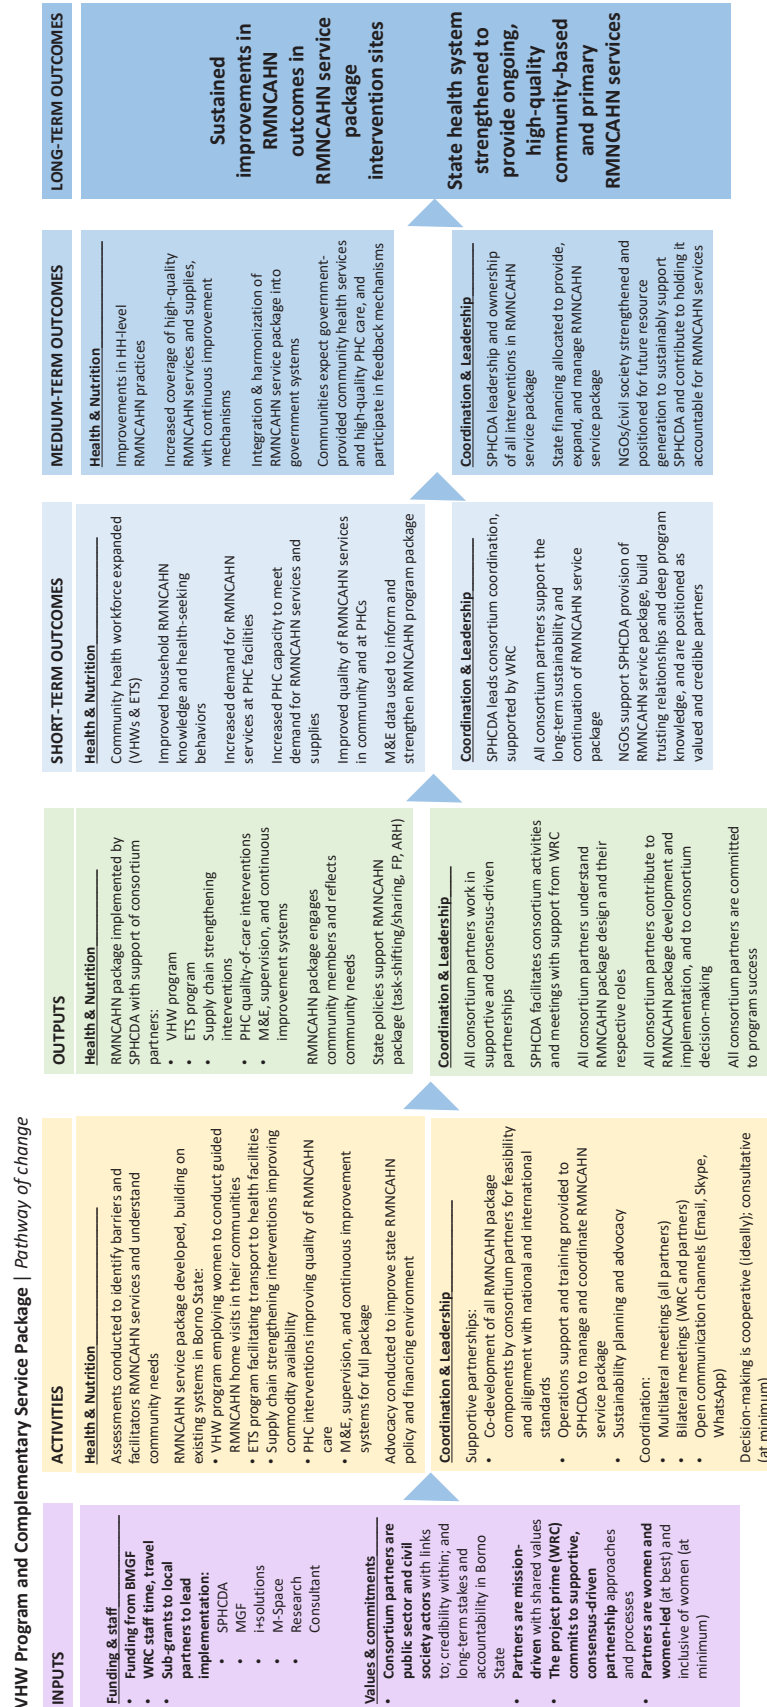 VHW Program and Complementary Service Package | Pathway of change
INPUTS
Funding & staff
• Funding from BMGF
• WRC staff time, travel
• Sub-grants to local
partners to lead
implementation:
• SPHCDA
• MGF
• i+solutions
• M-Space
• Research
Consultant
Values & commitments
• Consortium partners are
public sector and civil
society actors with links
to; credibility within; and
long-term stakes and
accountability in Borno
State
• Partners are mission-
driven with shared values
• The project prime (WRC)
commits to supportive,
consensus-driven
partnership approaches
and processes
• Partners are women and
women-led (at best) and
inclusive of women (at
minimum)
ACTIVITIES
Health & Nutrition
Assessments conducted to identify barriers and
facilitators RMNCAHN services and understand
community needs
RMNCAHN service package developed, building on
existing systems in Borno State:
• VHW program employing women to conduct guided
RMNCAHN home visits in their communities
• ETS program facilitating transport to health facilities
• Supply chain strengthening interventions improving
commodity availability
• PHC interventions improving quality of RMNCAHN
care
• M&E, supervision, and continuous improvement
systems for full package
Advocacy conducted to improve state RMNCAHN
policy and financing environment
Coordination & Leadership
Supportive partnerships:
• Co-development of all RMNCAHN package
components by consortium partners for feasibility
and alignment with national and international
standards
• Operations support and training provided to
SPHCDA to manage and coordinate RMNCAHN
service package
• Sustainability planning and advocacy
Coordination:
• Multilateral meetings (all partners)
• Bilateral meetings (WRC and partners)
• Open communication channels (Email, Skype,
WhatsApp)
Decision-making is cooperative (ideally); consultative
(at minimum)
OUTPUTS
Health & Nutrition
RMNCAHN package implemented by
SPHCDA with support of consortium
partners:
• VHW program
• ETS program
• Supply chain strengthening
interventions
• PHC quality-of-care interventions
• M&E, supervision, and continuous
improvement systems
RMNCAHN package engages
community members and reflects
community needs
State policies support RMNCAHN
package (task-shifting/sharing, FP, ARH)
Coordination & Leadership
All consortium partners work in
supportive and consensus-driven
partnerships
SPHCDA facilitates consortium activities
and meetings with support from WRC
All consortium partners understand
RMNCAHN package design and their
respective roles
All consortium partners contribute to
RMNCAHN package development and
implementation, and to consortium
decision-making
All consortium partners are committed
to program success
SHORT-TERM OUTCOMES
Health & Nutrition
Community health workforce expanded
(VHWs & ETS)
Improved household RMNCAHN
knowledge and health-seeking
behaviors
Increased demand for RMNCAHN
services at PHC facilities
Increased PHC capacity to meet
demand for RMNCAHN services and
supplies
Improved quality of RMNCAHN services
in community and at PHCs
M&E data used to inform and
strengthen RMNCAHN program package
Coordination & Leadership
SPHCDA leads consortium coordination,
supported by WRC
All consortium partners support the
long-term sustainability and
continuation of RMNCAHN service
package
NGOs support SPHCDA provision of
RMNCAHN service package, build
trusting relationships and deep program
knowledge, and are positioned as
valued and credible partners
MEDIUM-TERM OUTCOMES
Health & Nutrition
Improvements in HH-level
RMNCAHN practices
Increased coverage of high-quality
RMNCAHN services and supplies,
with continuous improvement
mechanisms
Integration & harmonization of
RMNCAHN service package into
government systems
Communities expect government-
provided community health services
and high-quality PHC care, and
participate in feedback mechanisms
Coordination & Leadership
SPHCDA leadership and ownership
of all interventions in RMNCAHN
service package
State financing allocated to provide,
expand, and manage RMNCAHN
service package
NGOs/civil society strengthened and
positioned for future resource
generation to sustainably support
SPHCDA and contribute to holding it
accountable for RMNCAHN services
LONG-TERM OUTCOMES
Sustained
improvements in
RMNCAHN
outcomes in
RMNCAHN service
package
intervention sites
State health system
strengthened to
provide ongoing,
high-quality
community-based
and primary
RMNCAHN services